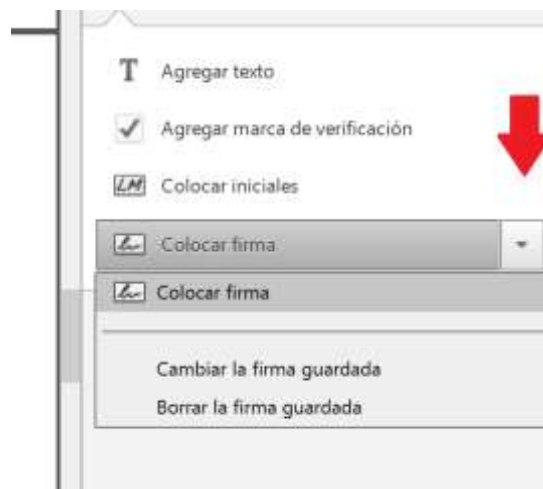 T Agregar texto
Agregar marca de verificación
LM Colocar iniciales
Colocar firma
Colocar firma
Cambiar la firma guardada
Borrar la firma guardada